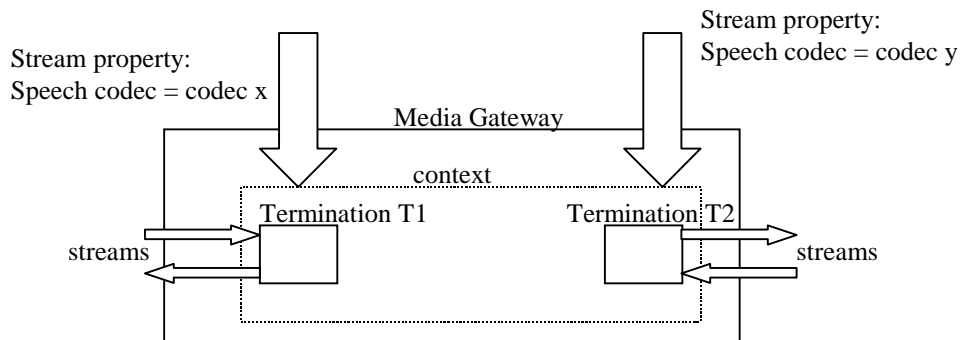 Stream property:
Speech codec = codec x
Stream property:
Speech codec = codec y
Media Gateway
context
Termination T1
Termination T2
streams
streams